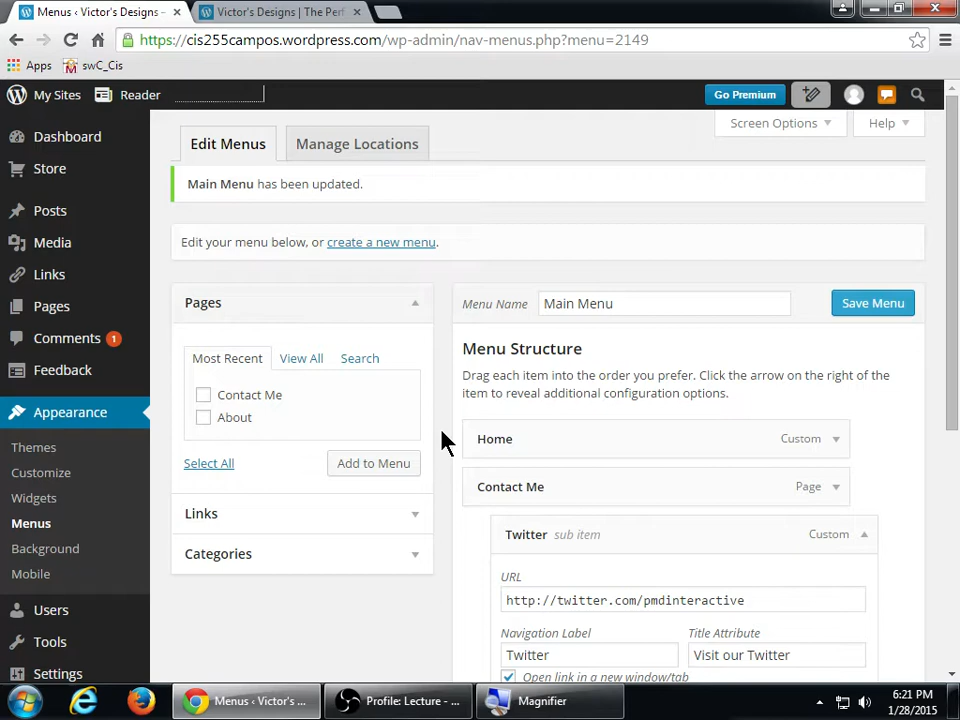 Menus ‹ Victor's Designs –
Victor's Designs | The Perf
https://cis255campos.wordpress.com/wp-admin/nav-menus.php?menu=2149
Apps
swC_Cis
My Sites
Reader
Go Premium
Dashboard
Store
Posts
Media
Links
Pages
Comments 1
Feedback
Appearance
Themes
Customize
Widgets
Menus
Background
Mobile
Users
Tools
Settings
Screen Options
Help
Edit Menus
Manage Locations
Main Menu has been updated.
Edit your menu below, or create a new menu.
Pages
Most Recent
View All
Search
Contact Me
About
Select All
Add to Menu
Links
Categories
Menu Name
Main Menu
Save Menu
Menu Structure
Drag each item into the order you prefer. Click the arrow on the right of the
item to reveal additional configuration options.
Home
Custom
Contact Me
Page
Twitter sub item
Custom
URL
http://twitter.com/pmdinteractive
Navigation Label
Title Attribute
Twitter
Visit our Twitter
Open link in a new window/tab
Menus ‹ Victor's ...
Profile: Lecture - ...
Magnifier
6:21 PM
1/28/2015